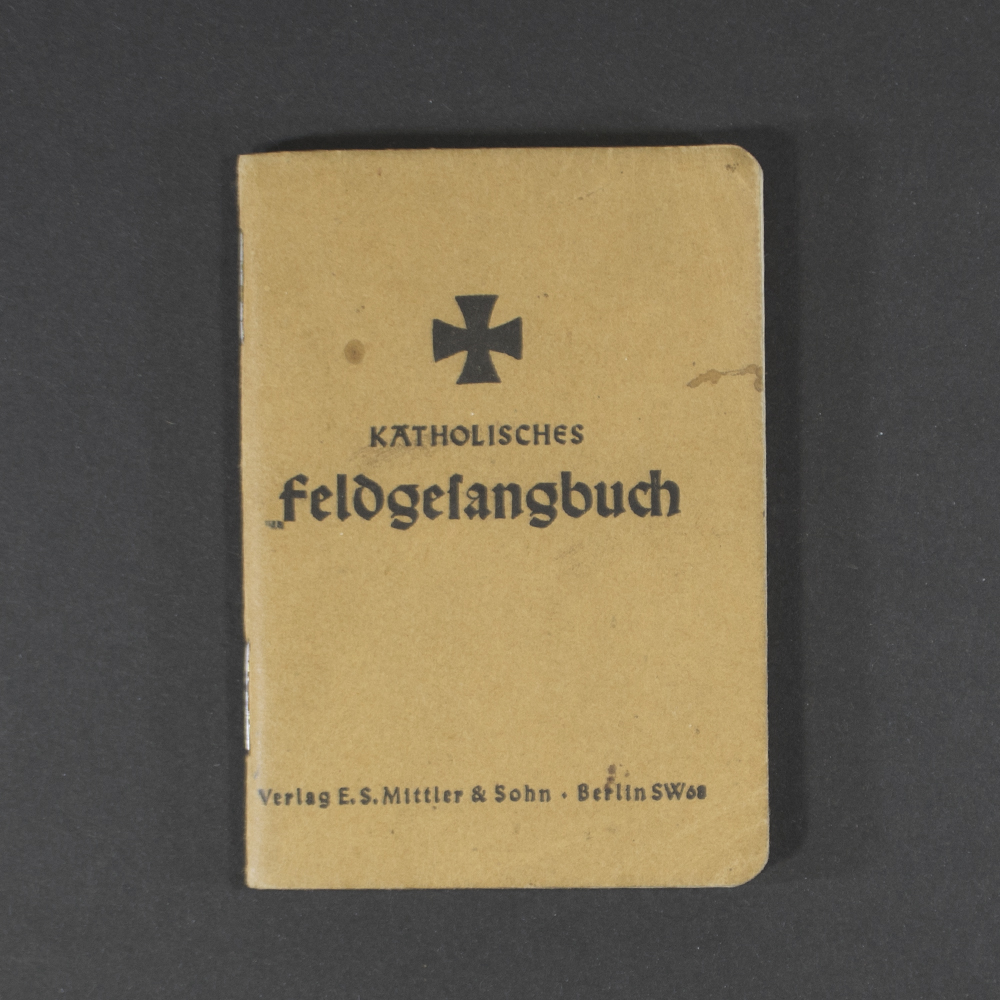 KATHOLISCHES
Feldgeſangbuch
Verlag E. S. Mittler & Sohn · Berlin SW68